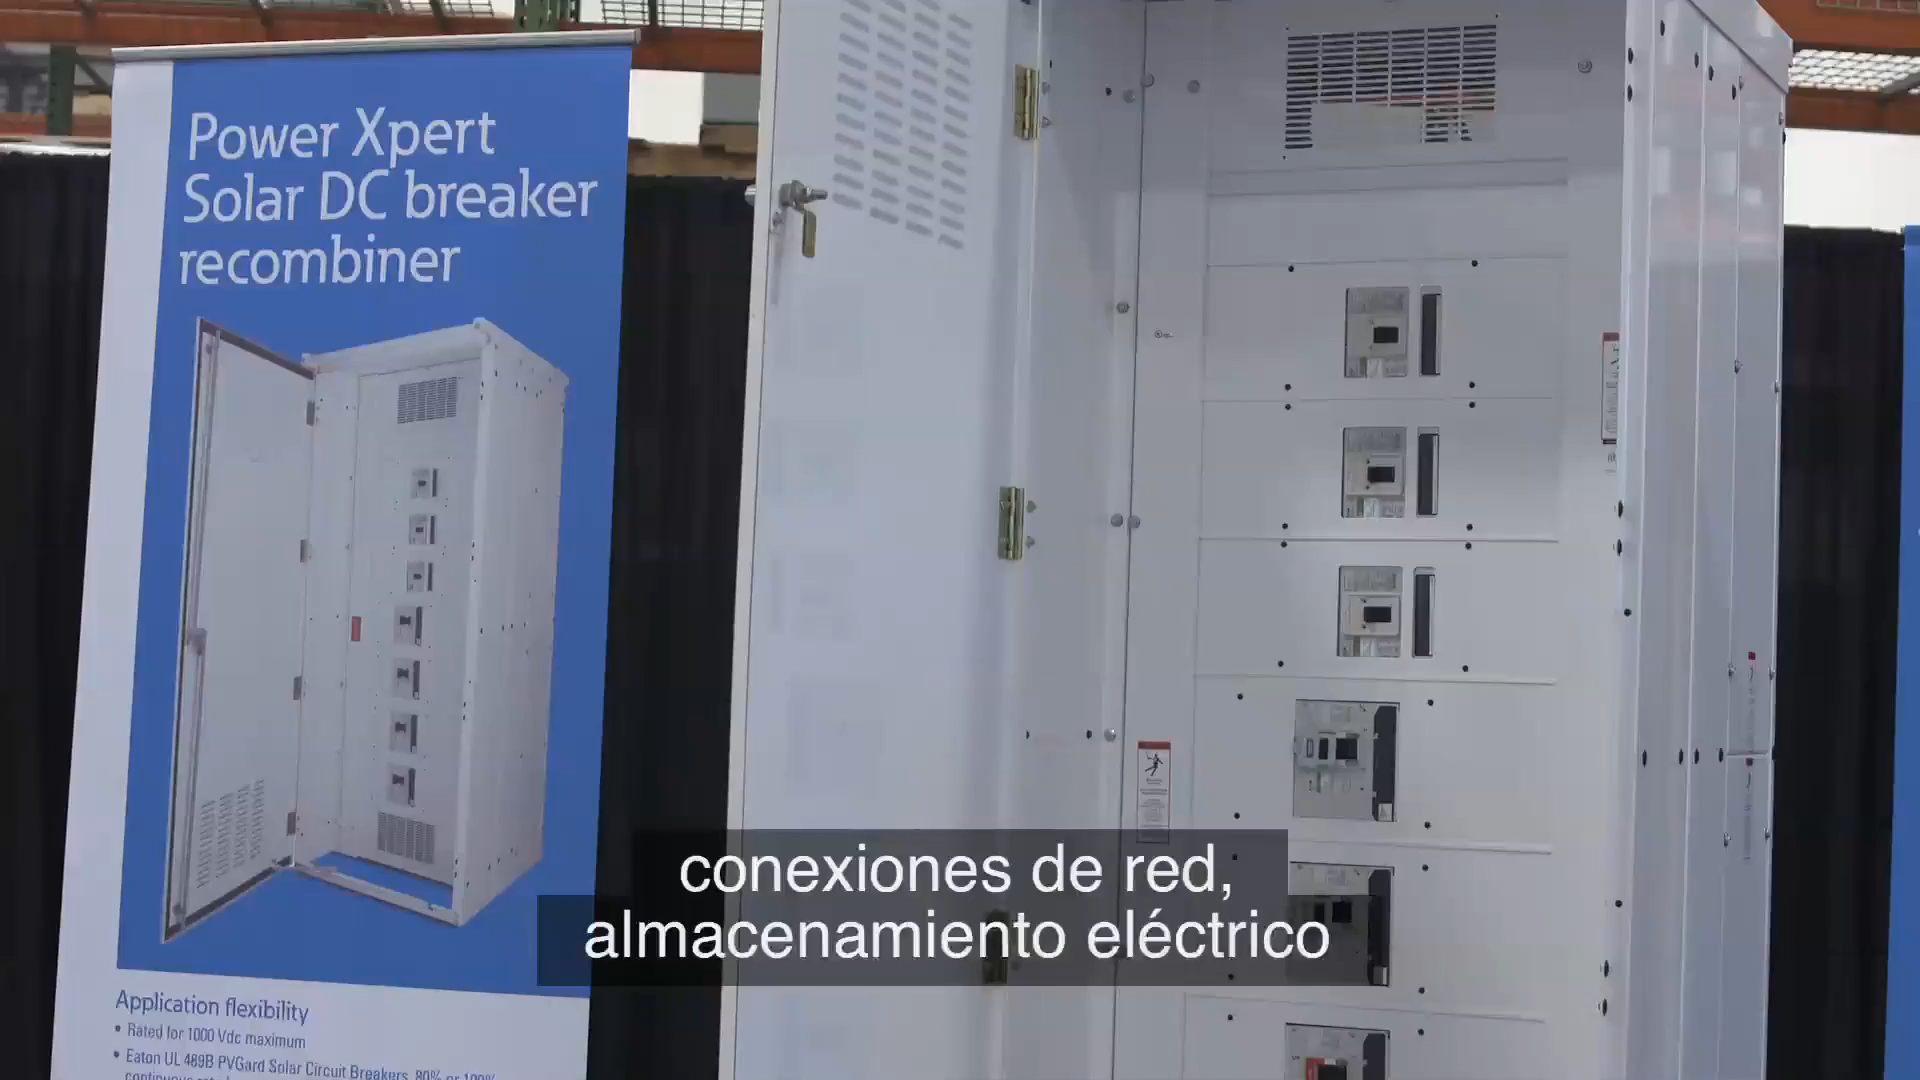 Power Xpert
Solar DC breaker
recombiner
Application flexibility
• Rated for 1000 Vdc maximum
• Eaton UL 489B PVGard Solar Circuit Breakers, 80% or 100%
conexiones de red,
almacenamiento eléctrico